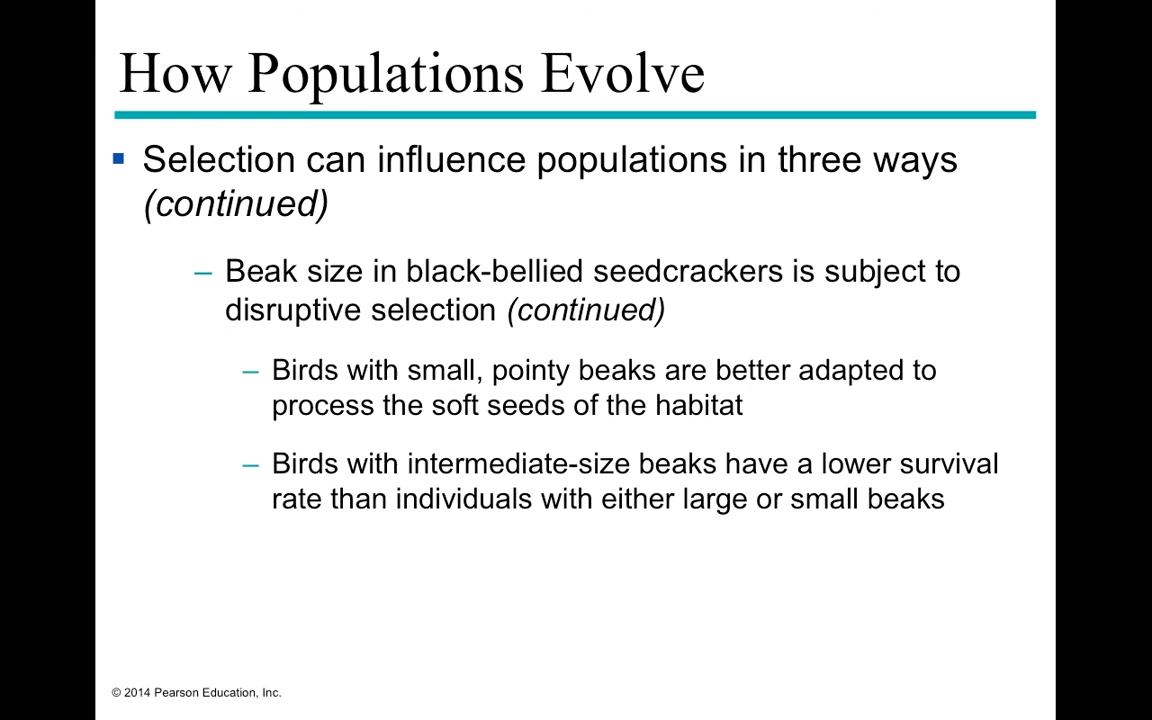 How Populations Evolve
▪ Selection can influence populations in three ways
(continued)
– Beak size in black-bellied seedcrackers is subject to
disruptive selection (continued)
– Birds with small, pointy beaks are better adapted to
process the soft seeds of the habitat
– Birds with intermediate-size beaks have a lower survival
rate than individuals with either large or small beaks
© 2014 Pearson Education, Inc.